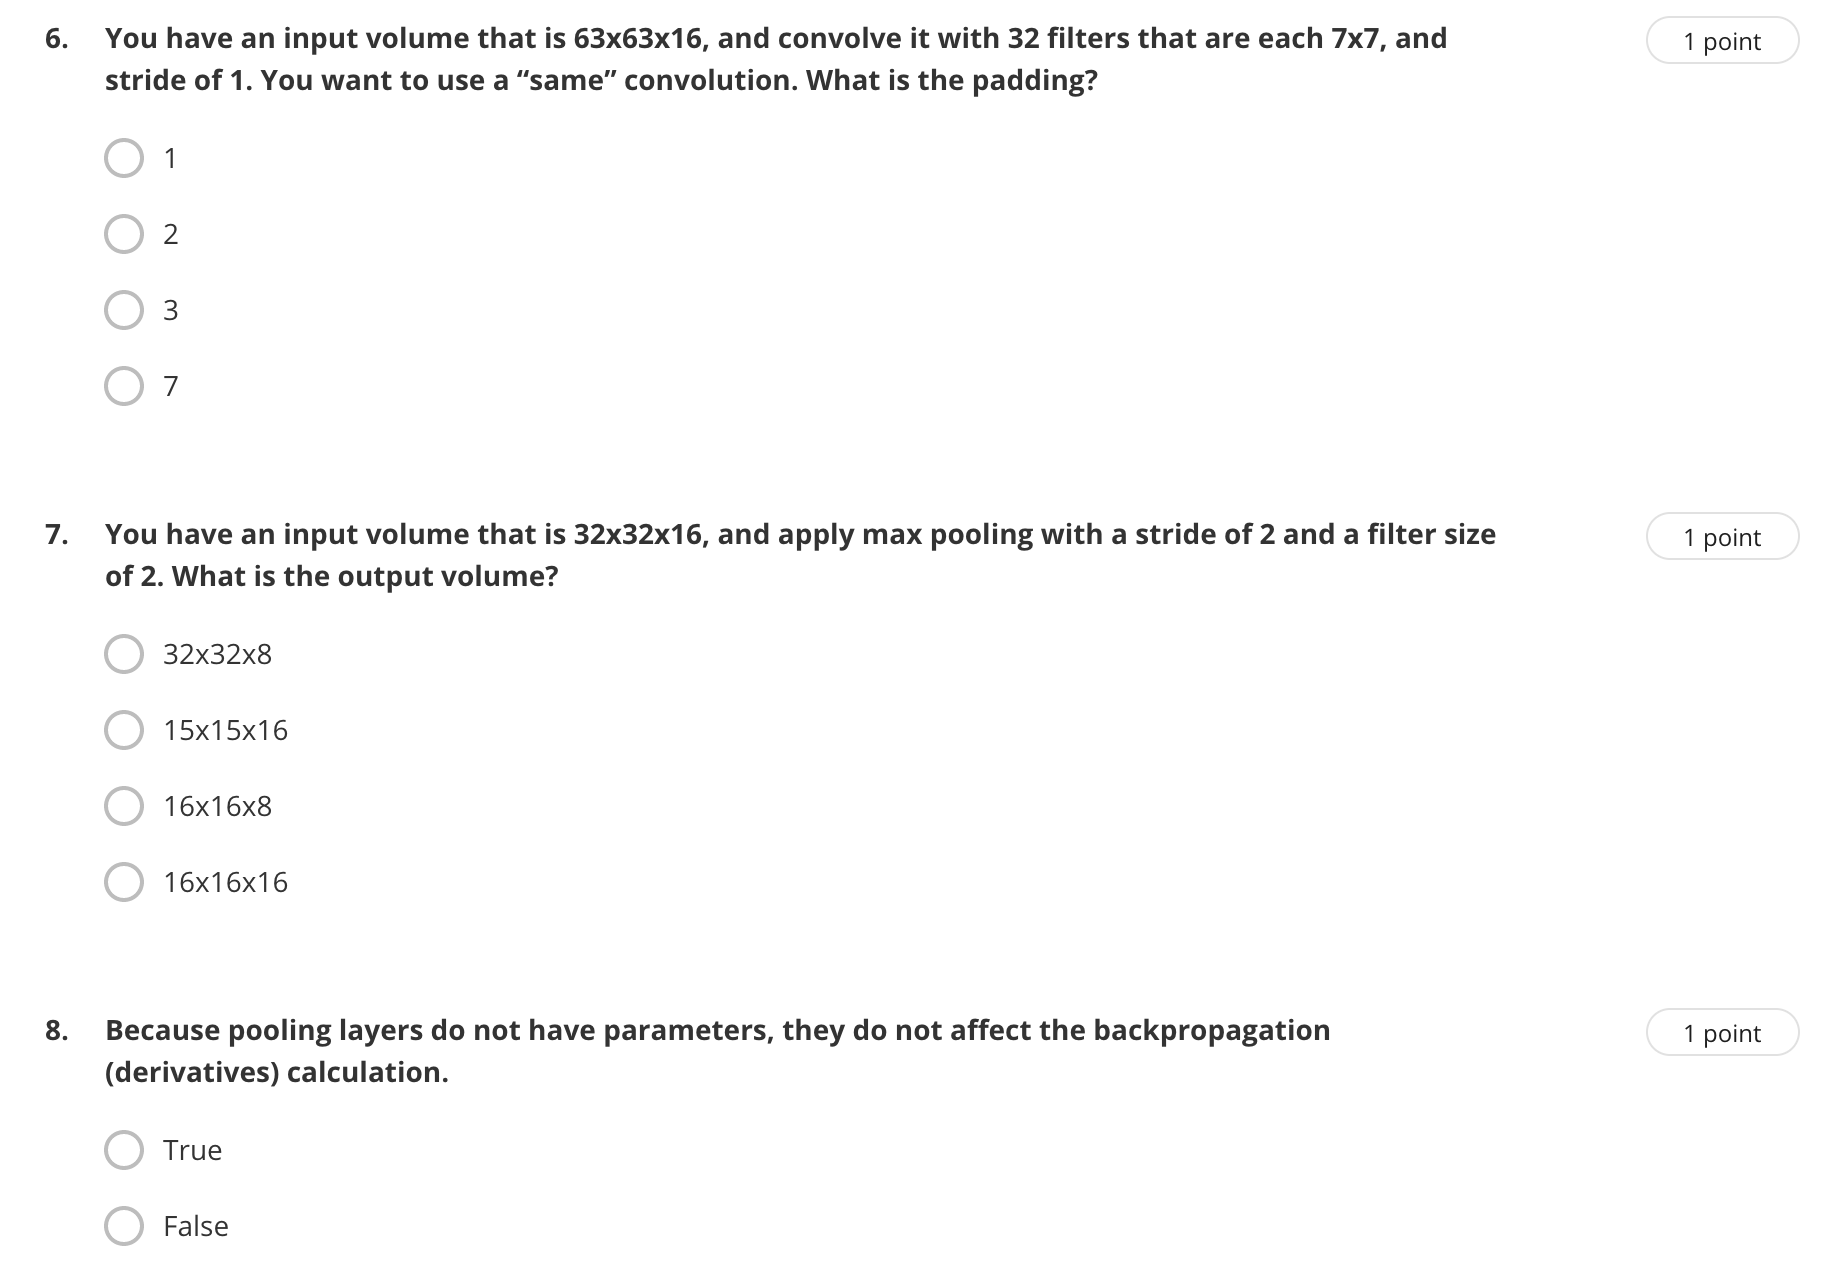 6. You have an input volume that is 63x63x16, and convolve it with 32 filters that are each 7x7, and
1 point
stride of 1. You want to use a “same” convolution. What is the padding?
1
2
3
7
7. You have an input volume that is 32x32x16, and apply max pooling with a stride of 2 and a filter size
1 point
of 2. What is the output volume?
32x32x8
15x15x16
16x16x8
16x16x16
8. Because pooling layers do not have parameters, they do not affect the backpropagation
1 point
(derivatives) calculation.
True
False